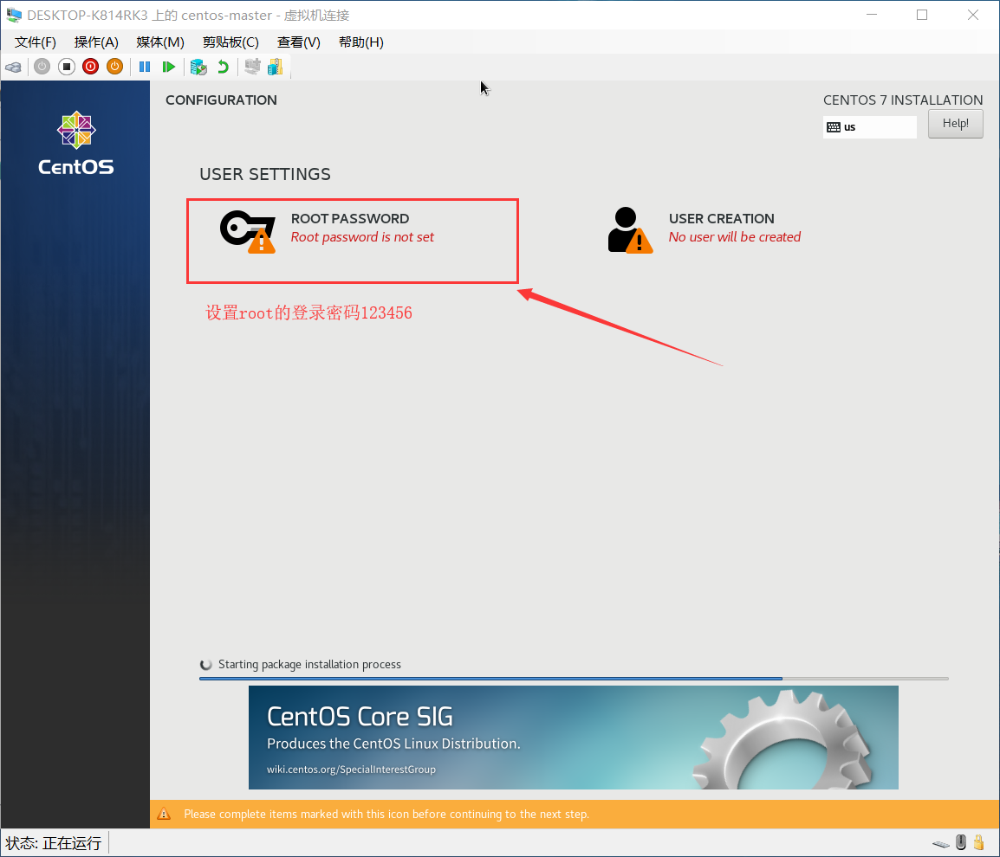 DESKTOP-K814RK3 上的 centos-master - 虚拟机连接
文件(F) 操作(A) 媒体(M) 剪贴板(C) 查看(V) 帮助(H)
CentOS
CONFIGURATION
CENTOS 7 INSTALLATION
us
Help!
USER SETTINGS
ROOT PASSWORD
Root password is not set
USER CREATION
No user will be created
设置root的登录密码123456
Starting package installation process
CentOS Core SIG
Produces the CentOS Linux Distribution.
wiki.centos.org/SpecialInterestGroup
Please complete items marked with this icon before continuing to the next step.
状态: 正在运行